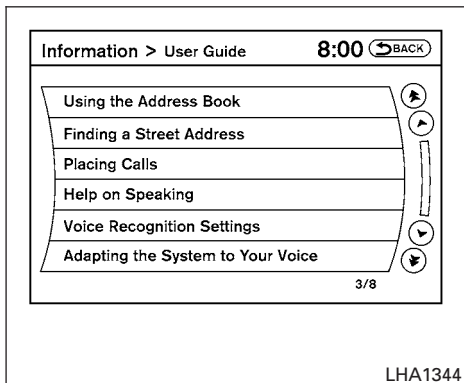 Information > User Guide 8:00 BACK
Using the Address Book
Finding a Street Address
Placing Calls
Help on Speaking
Voice Recognition Settings
Adapting the System to Your Voice
3/8
LHA1344